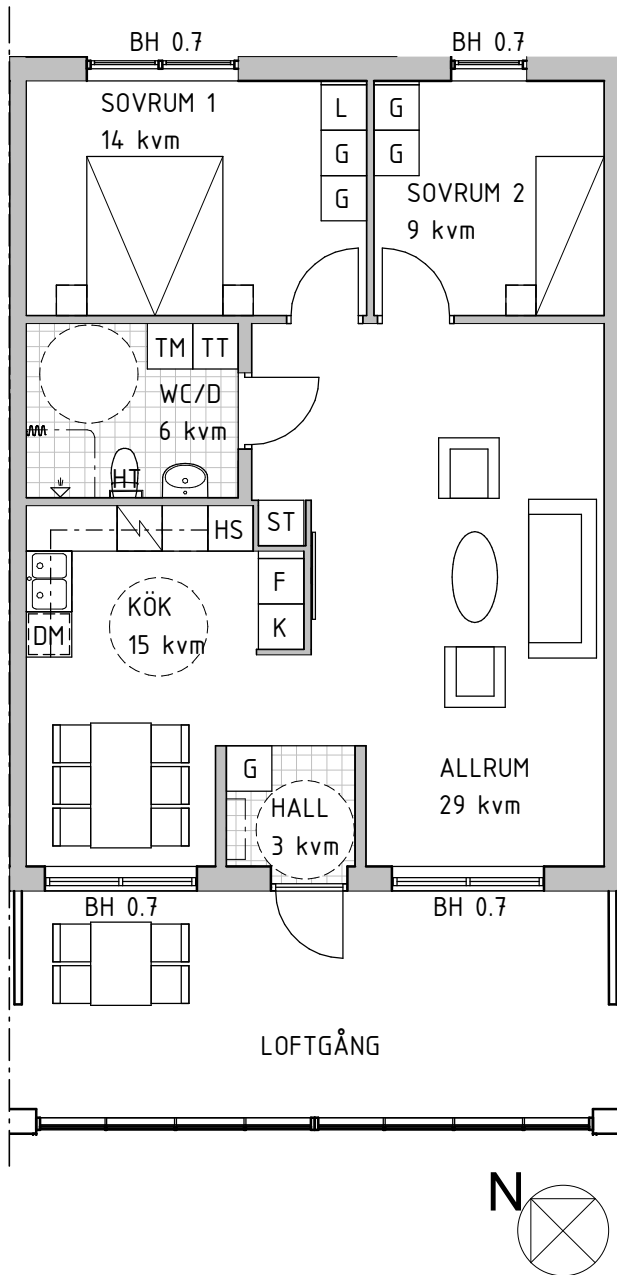 BH 0.7
BH 0.7
SOVRUM 1
14 kvm
L
G
G
G
G
SOVRUM 2
9 kvm
TM
TT
WC/D
6 kvm
HT
HS
ST
F
K
KÖK
15 kvm
DM
G
HALL
3 kvm
ALLRUM
29 kvm
BH 0.7
BH 0.7
LOFTGÅNG
N